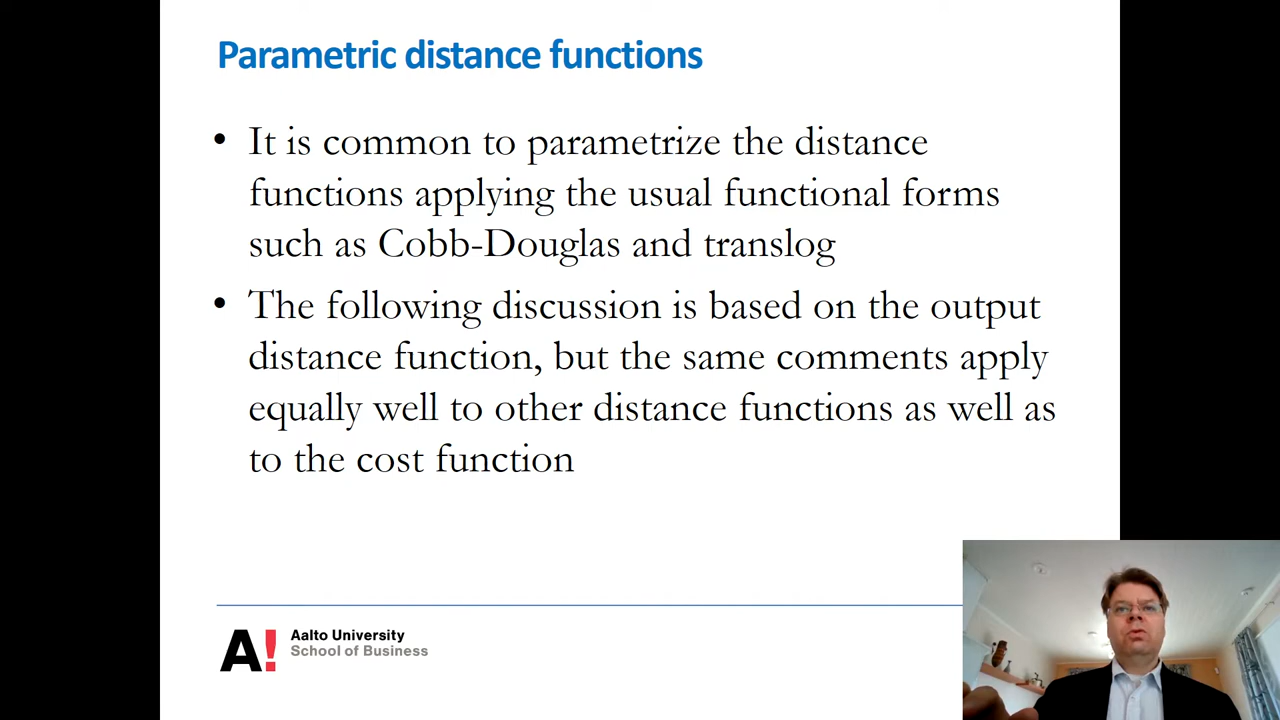 Parametric distance functions
• It is common to parametrize the distance
functions applying the usual functional forms
such as Cobb-Douglas and translog
• The following discussion is based on the output
distance function, but the same comments apply
equally well to other distance functions as well as
to the cost function
A! Aalto University
School of Business